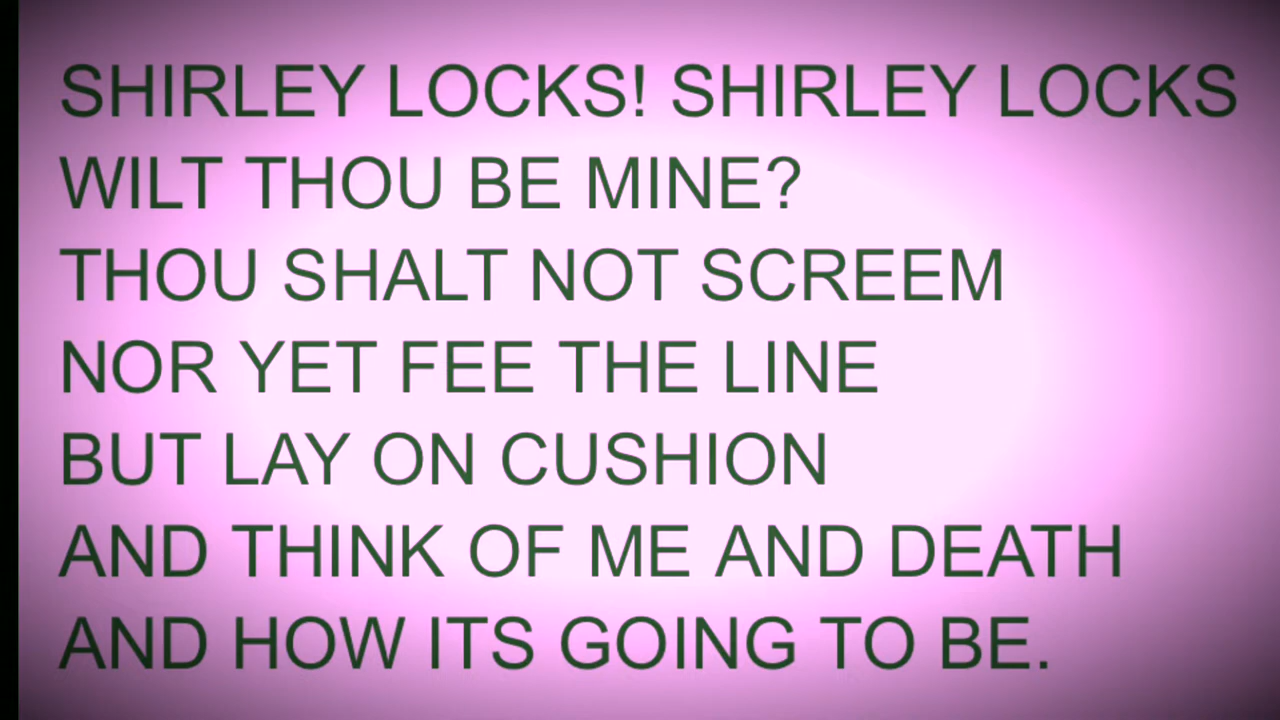 SHIRLEY LOCKS! SHIRLEY LOCKS
WILT THOU BE MINE?
THOU SHALT NOT SCREEM
NOR YET FEE THE LINE
BUT LAY ON CUSHION
AND THINK OF ME AND DEATH
AND HOW ITS GOING TO BE.